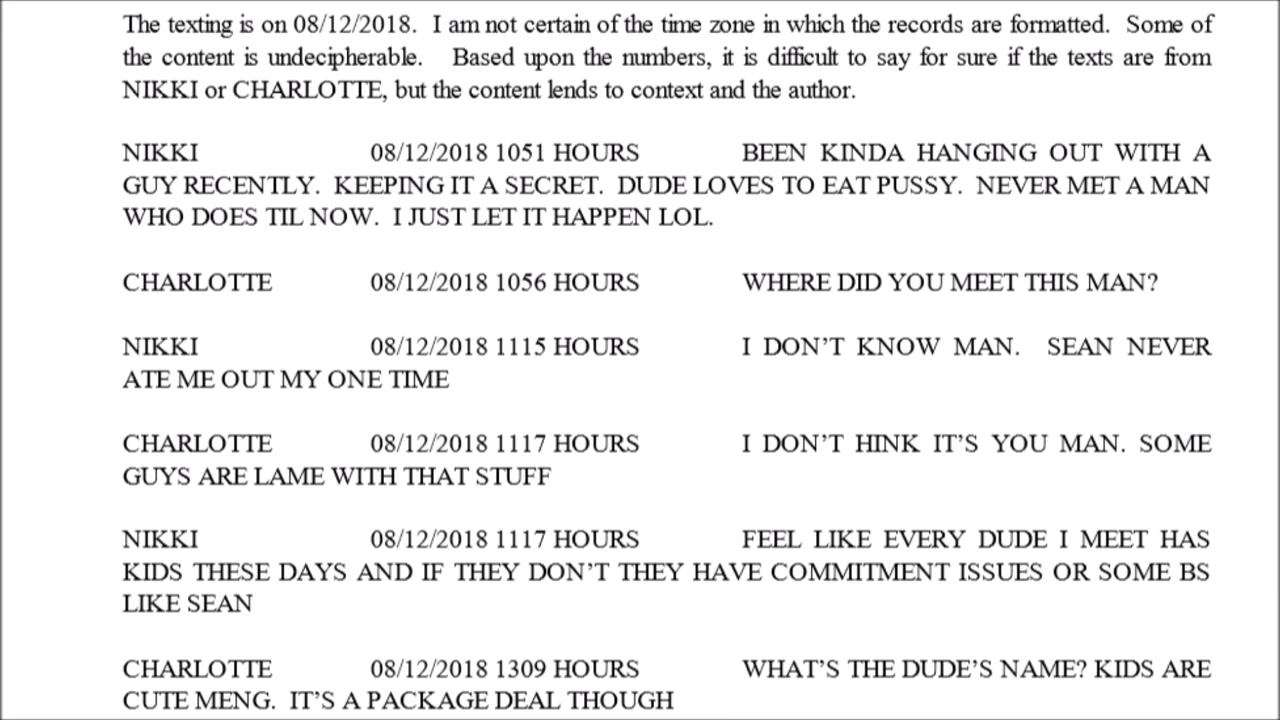 The texting is on 08/12/2018. I am not certain of the time zone in which the records are formatted. Some of
the content is undecipherable. Based upon the numbers, it is difficult to say for sure if the texts are from
NIKKI or CHARLOTTE, but the content lends to context and the author.
NIKKI 08/12/2018 1051 HOURS BEEN KINDA HANGING OUT WITH A
GUY RECENTLY. KEEPING IT A SECRET. DUDE LOVES TO EAT PUSSY. NEVER MET A MAN
WHO DOES TIL NOW. I JUST LET IT HAPPEN LOL.
CHARLOTTE 08/12/2018 1056 HOURS WHERE DID YOU MEET THIS MAN?
NIKKI 08/12/2018 1115 HOURS I DON'T KNOW MAN. SEAN NEVER
ATE ME OUT MY ONE TIME
CHARLOTTE 08/12/2018 1117 HOURS I DON'T HINK IT'S YOU MAN. SOME
GUYS ARE LAME WITH THAT STUFF
NIKKI 08/12/2018 1117 HOURS FEEL LIKE EVERY DUDE I MEET HAS
KIDS THESE DAYS AND IF THEY DON'T THEY HAVE COMMITMENT ISSUES OR SOME BS
LIKE SEAN
CHARLOTTE 08/12/2018 1309 HOURS WHAT'S THE DUDE'S NAME? KIDS ARE
CUTE MENG. IT'S A PACKAGE DEAL THOUGH